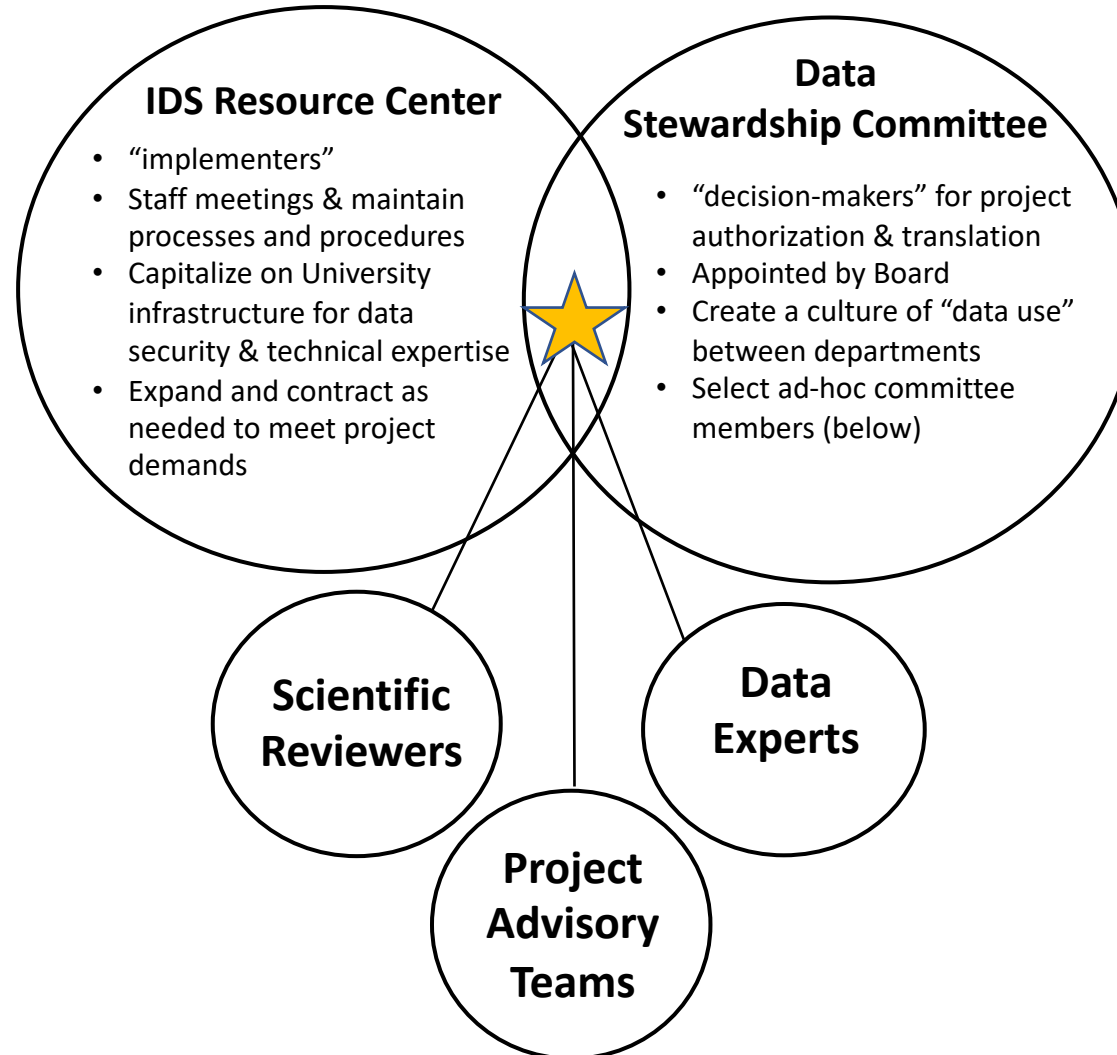 IDS Resource Center
• “implementers”
• Staff meetings & maintain
processes and procedures
• Capitalize on University
infrastructure for data
security & technical expertise
• Expand and contract as
needed to meet project
demands
Data
Stewardship Committee
• “decision-makers” for project
authorization & translation
• Appointed by Board
• Create a culture of “data use”
between departments
• Select ad-hoc committee
members (below)
Scientific
Reviewers
Data
Experts
Project
Advisory
Teams